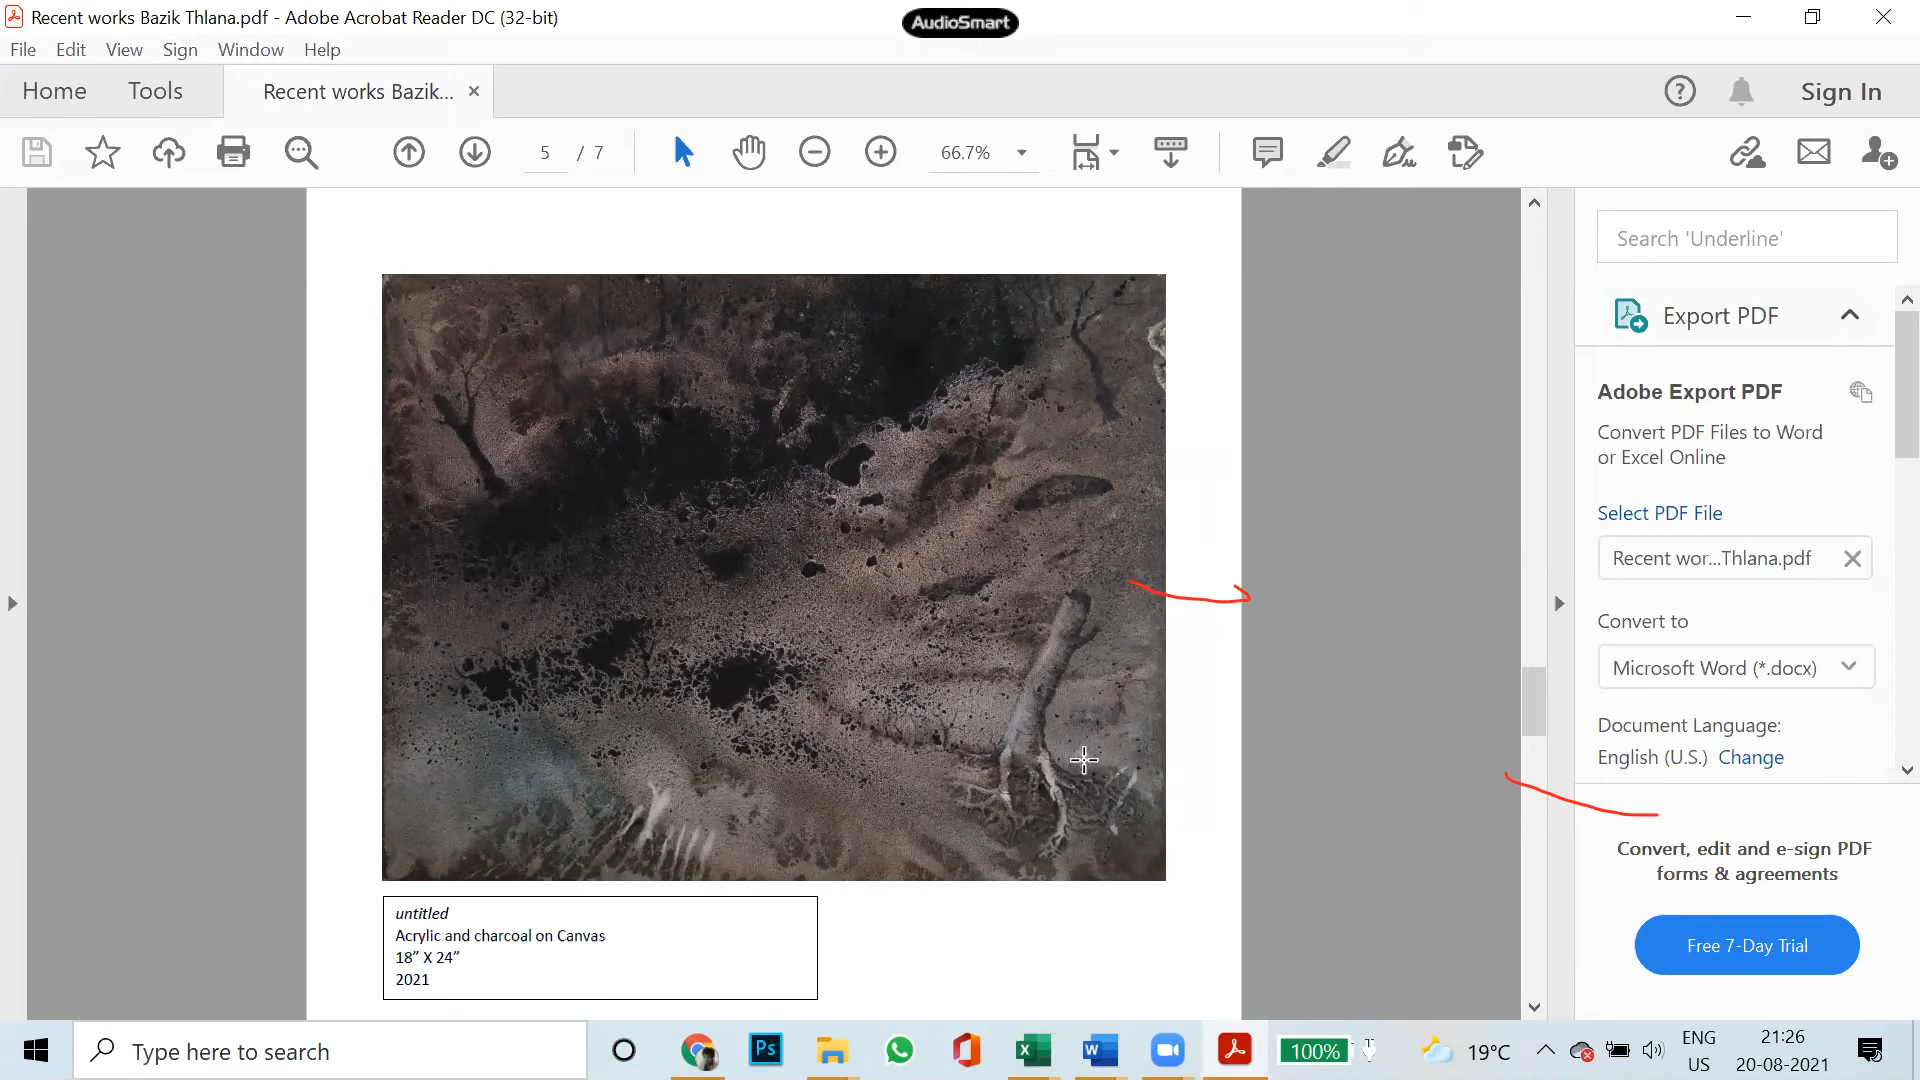 Recent works Bazik Thlana.pdf - Adobe Acrobat Reader DC (32-bit)
AudioSmart
File Edit View Sign Window Help
Home Tools Recent works Bazik... ×
? Sign In
5 / 7 66.7%
Search 'Underline'
Export PDF
Adobe Export PDF
Convert PDF Files to Word
or Excel Online
Select PDF File
Recent wor...Thlana.pdf
Convert to
Microsoft Word (*.docx)
Document Language:
English (U.S.) Change
Convert, edit and e-sign PDF
forms & agreements
Free 7-Day Trial
untitled
Acrylic and charcoal on Canvas
18” X 24”
2021
Type here to search
Ps
X
W
100%
19°C
ENG
US
21:26
20-08-2021